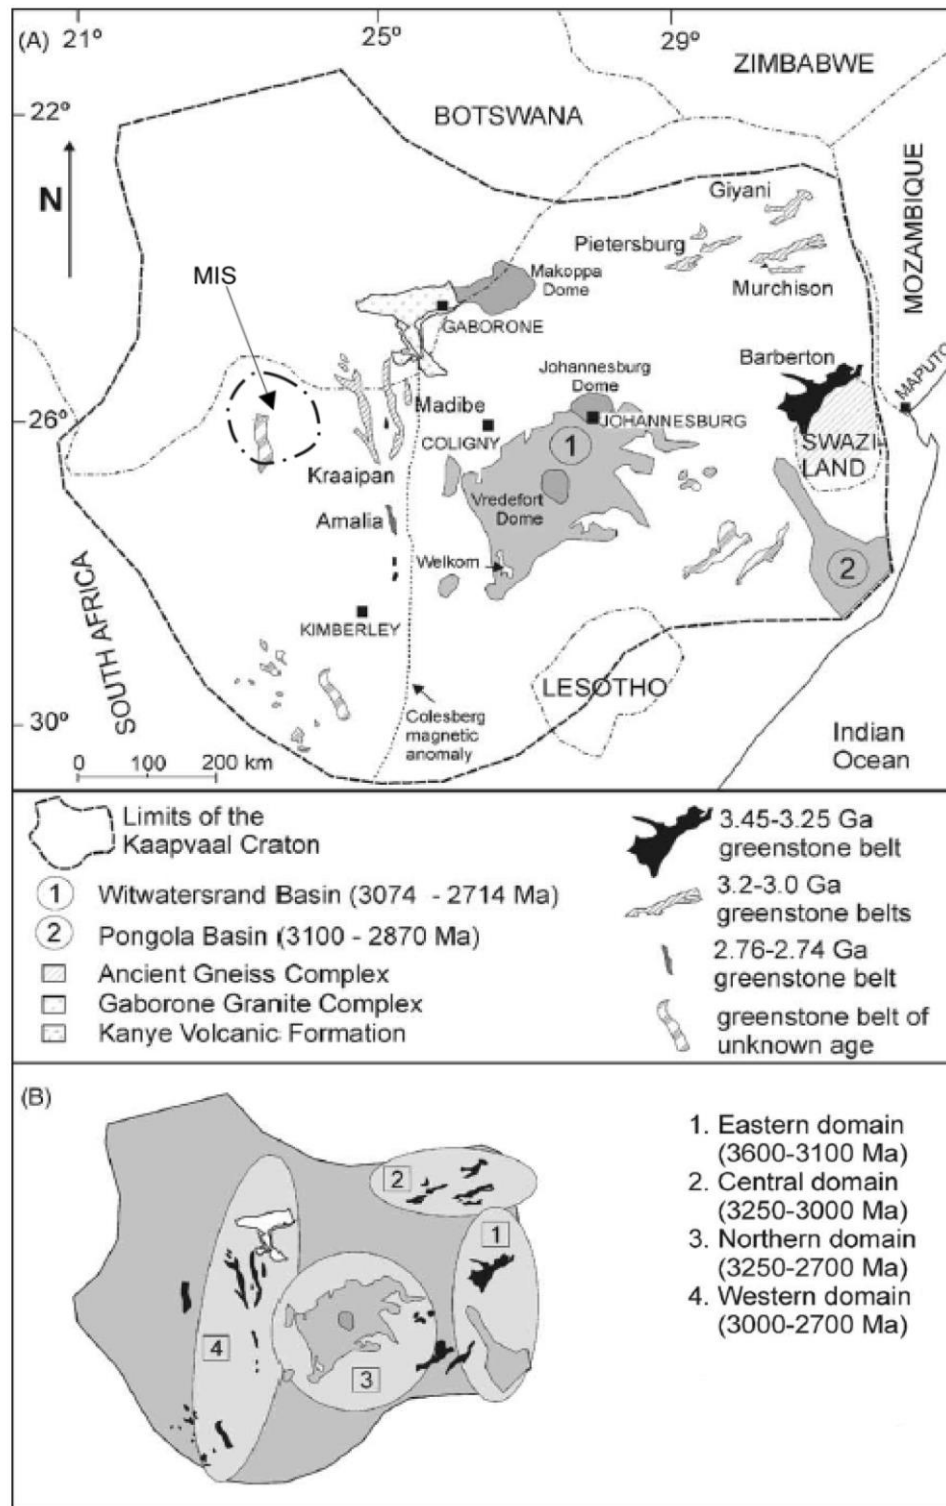 (A)
21º
25º
29º
ZIMBABWE
22º
BOTSWANA
MOZAMBIQUE
N
Giyani
Pietersburg
MIS
Makoppa
Dome
Murchison
GABORONE
Barberton
MAPUTO
Johannesburg
Dome
26º
Madibe
JOHANNESBURG
COLIGNY
1
SWAZI
LAND
Kraaipan
Vredefort
Dome
Amalia
Welkom
2
SOUTH AFRICA
KIMBERLEY
LESOTHO
30º
Colesberg
magnetic
anomaly
Indian
Ocean
0 100 200 km
Limits of the
Kaapvaal Craton
1 Witwatersrand Basin (3074 - 2714 Ma)
2 Pongola Basin (3100 - 2870 Ma)
Ancient Gneiss Complex
Gaborone Granite Complex
Kanye Volcanic Formation
3.45-3.25 Ga
greenstone belt
3.2-3.0 Ga
greenstone belts
2.76-2.74 Ga
greenstone belt
greenstone belt of
unknown age
(B)
2
1
4
3
1. Eastern domain
(3600-3100 Ma)
2. Central domain
(3250-3000 Ma)
3. Northern domain
(3250-2700 Ma)
4. Western domain
(3000-2700 Ma)